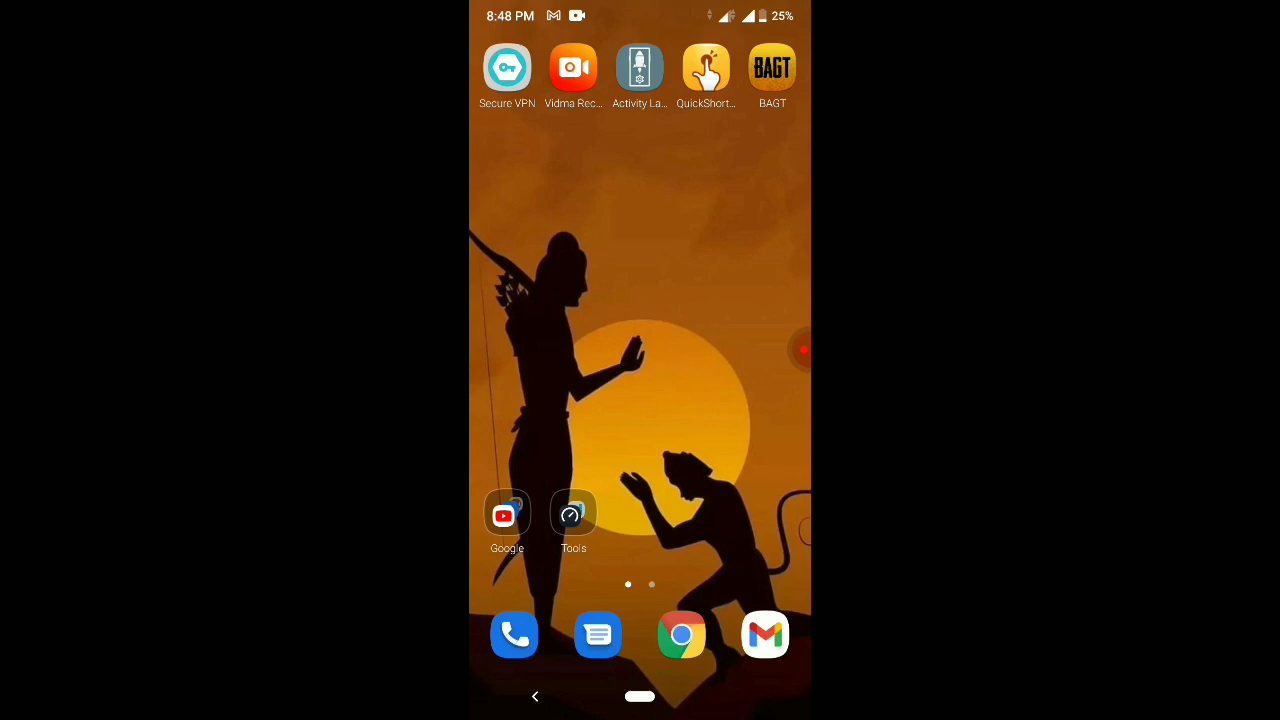 8:48 PM 25%
Secure VPN Vidma Rec... Activity La... QuickShort... BAGT
BAGT
Google Tools